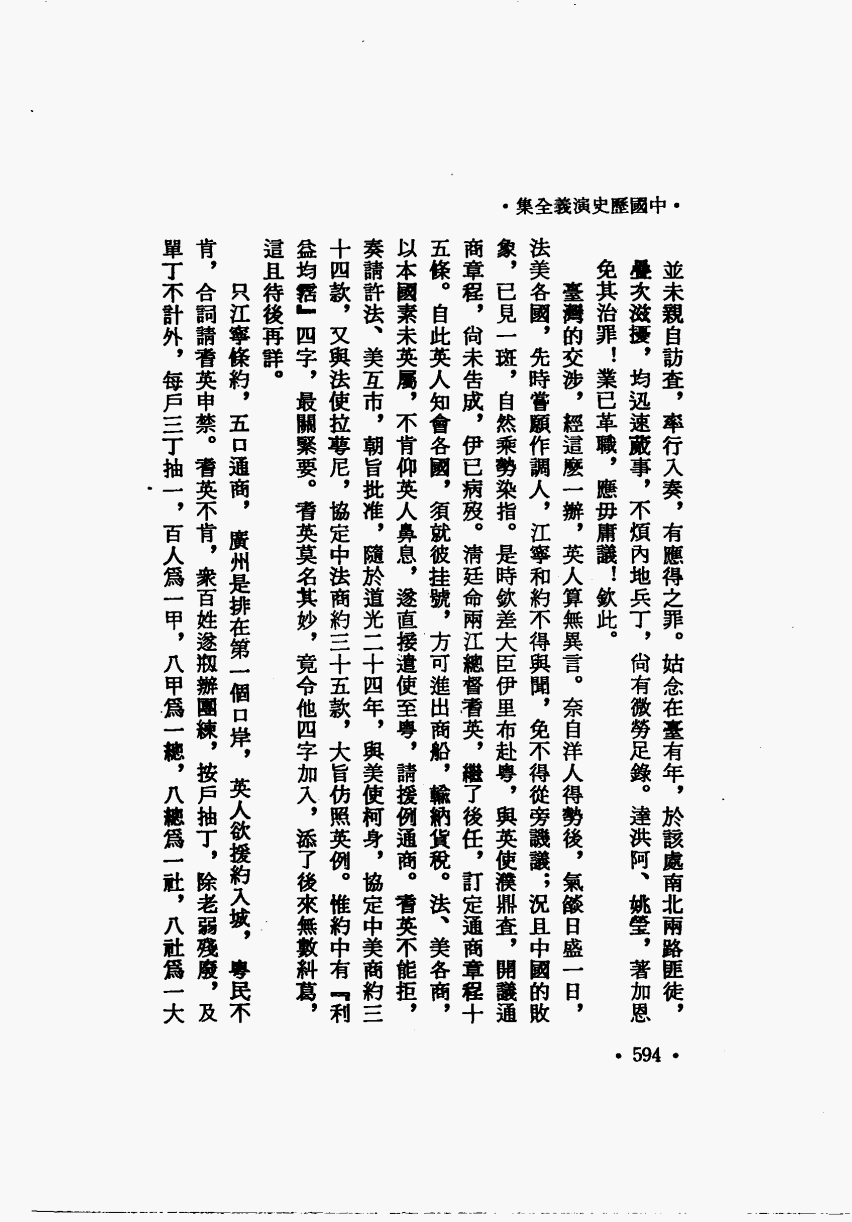 •中國歷史演義全集•
並未親自訪査，率行入奏，有應得之罪。姑念在臺有年，於該處南北兩路匪徒，
疊次滋擾，均迅速蕆事，不煩內地兵丁，尙有微勞足錄。達洪阿、姚瑩，著加恩
免其治罪！業已革職，應毋庸議！欽此。
臺灣的交涉，經這麼一辦，英人算無異言。奈自洋人得勢後，氣燄日盛一日，
法美各國，先時嘗願作調人，江寧和約不得與聞，免不得從旁譏議；況且中國的敗
象，已見一斑，自然乘勢染指。是時欽差大臣伊里布赴粵，與英使濮鼎査，開議通
商章程，尙未吿成，伊已病歿。淸廷命兩江總督耆英，繼了後任，訂定通商章程十
五條。自此英人知會各國，須就彼挂號，方可進出商船，輸納貨稅。法、美各商，
以本國素未英屬，不肯仰英人鼻息，遂直接遣使至粵，請援例通商。耆英不能拒，
奏請許法、美互市，朝旨批准，隨於道光二十四年，與美使柯身，協定中美商約三
十四款，又與法使拉蕚尼，協定中法商約三十五款，大旨仿照英例。惟約中有『利
益均霑』四字，最關緊要。耆英莫名其妙，竟令他四字加入，添了後來無數糾葛，
這且待後再詳。
只江寧條約，五口通商，廣州是排在第一個口岸，英人欲援約入城，粵民不
肯，合詞請耆英申禁。耆英不肯，衆百姓遂刱辦團練，按戶抽丁，除老弱殘廢，及
單丁不計外，每戶三丁抽一，百人爲一甲，八甲爲一總，八總爲一社，八社爲一大
• 594 •